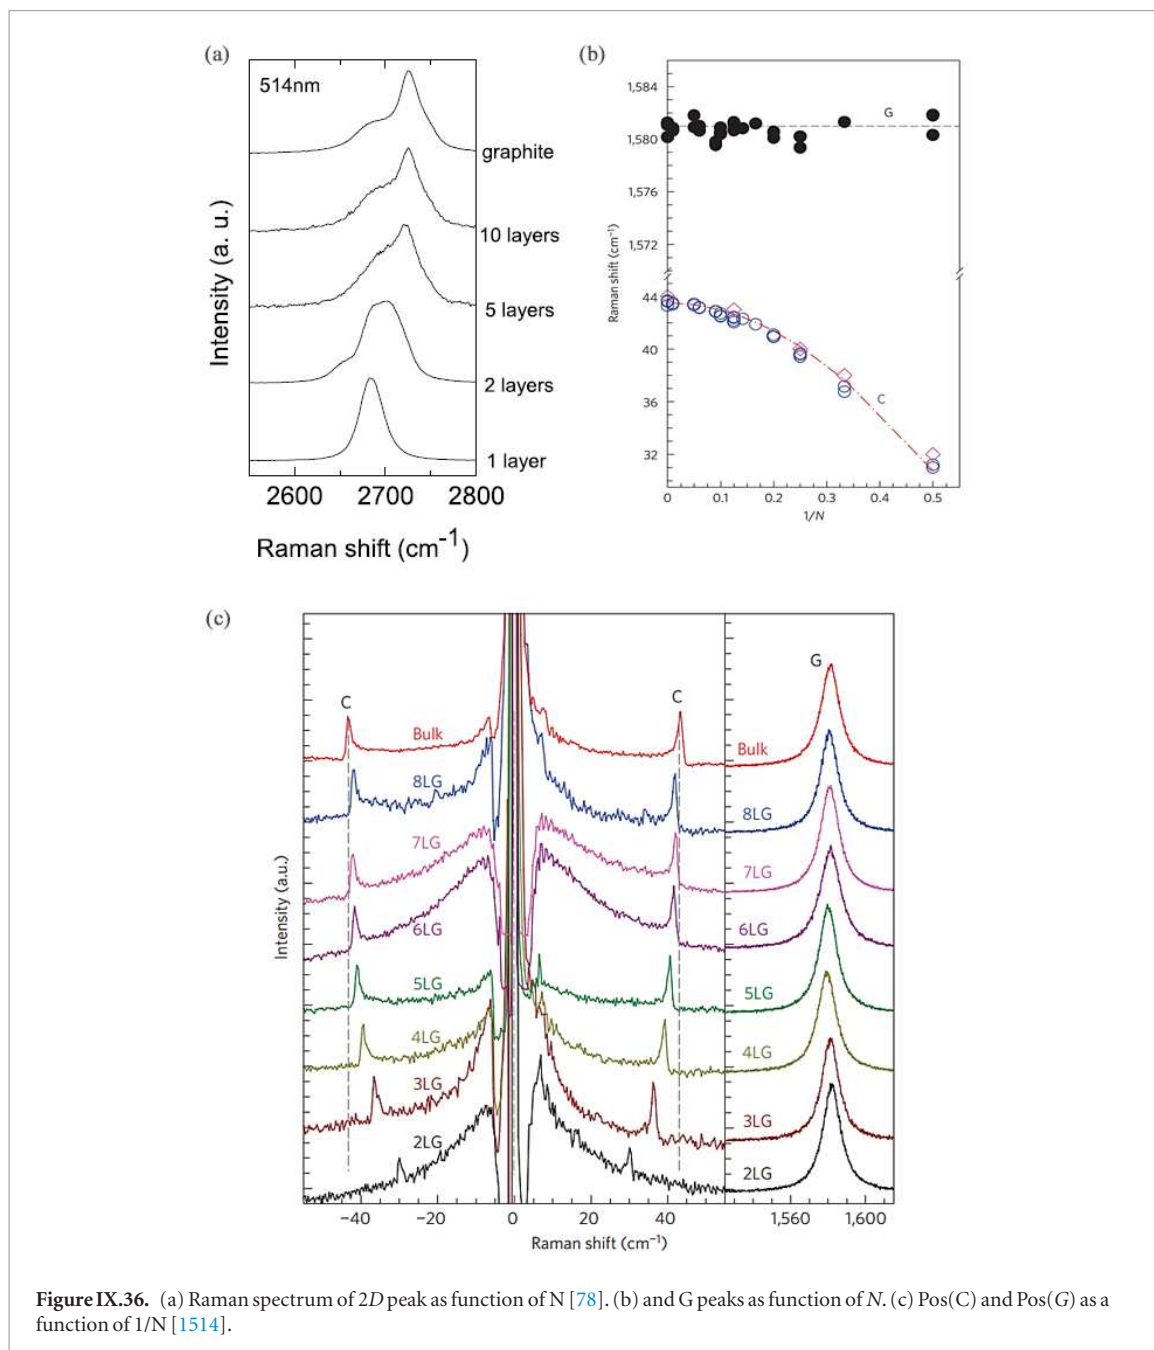 (a)
514nm
graphite
10 layers
5 layers
2 layers
1 layer
Intensity (a. u.)
2600 2700 2800
Raman shift (cm-1)
(b)
1,584
1,580
1,576
1,572
44
40
36
32
G
C
Raman shift (cm−1)
0 0.1 0.2 0.3 0.4 0.5
1/N
(c)
C C G
Bulk Bulk
8LG 8LG
7LG 7LG
6LG 6LG
5LG 5LG
4LG 4LG
3LG 3LG
2LG 2LG
Intensity (a.u.)
−40 −20 0 20 40 1,560 1,600
Raman shift (cm−1)
Figure IX.36. (a) Raman spectrum of 2D peak as function of N [78]. (b) and G peaks as function of N. (c) Pos(C) and Pos(G) as a
function of 1/N [1514].